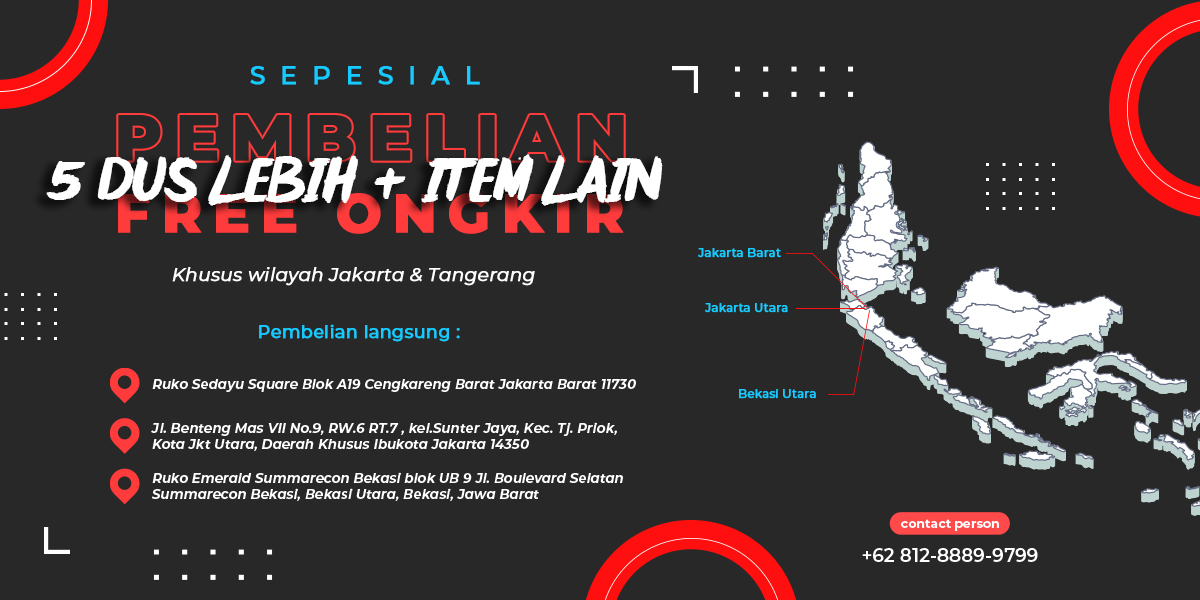 SEPESIAL
PEMBELIAN
5 DUS LEBIH + ITEM LAIN
FREE ONGKIR
Khusus wilayah Jakarta & Tangerang
Pembelian langsung :
Ruko Sedayu Square Blok A19 Cengkareng Barat Jakarta Barat 11730
Jl. Benteng Mas VII No.9, RW.6 RT.7 , kel.Sunter Jaya, Kec. Tj. Priok,
Kota Jkt Utara, Daerah Khusus Ibukota Jakarta 14350
Ruko Emerald Summarecon Bekasi blok UB 9 Jl. Boulevard Selatan
Summarecon Bekasi, Bekasi Utara, Bekasi, Jawa Barat
Jakarta Barat
Jakarta Utara
Bekasi Utara
contact person
+62 812-8889-9799